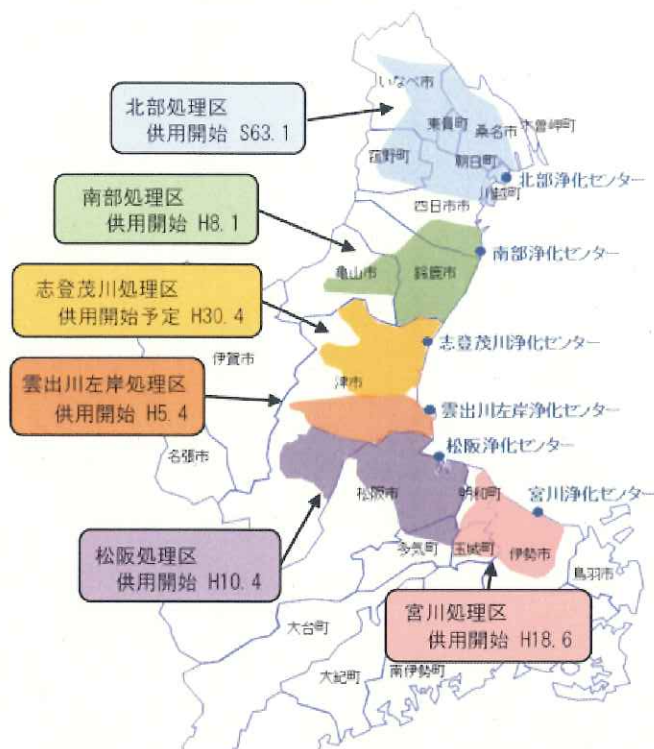 いなべ市
北部処理区
供用開始 S63.1
東員町
桑名市
木曽岬町
菰野町
朝日町
川越町
北部浄化センター
四日市市
南部処理区
供用開始 H8.1
南部浄化センター
亀山市
鈴鹿市
志登茂川処理区
供用開始予定 H30.4
志登茂川浄化センター
伊賀市
津市
雲出川左岸処理区
供用開始 H5.4
雲出川左岸浄化センター
松阪浄化センター
名張市
松阪市
明和町
宮川浄化センター
松阪処理区
供用開始 H10.4
多気町
玉城町
伊勢市
鳥羽市
宮川処理区
供用開始 H18.6
大台町
大紀町
南伊勢町